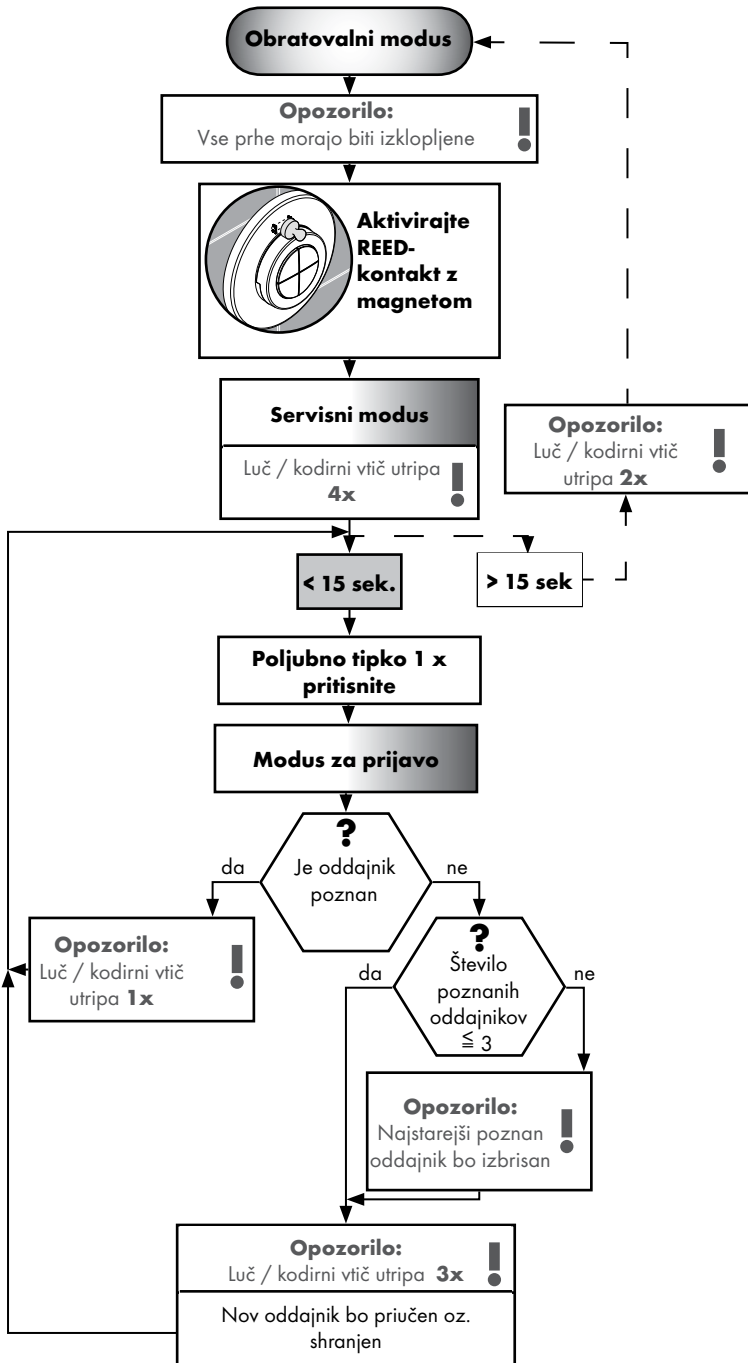 Obratovalni modus
Opozorilo:
Vse prhe morajo biti izklopljene
!
Aktivirajte
REED-
kontakt z
magnetom
Servisni modus
Luč / kodirni vtič utripa
4x
!
Opozorilo:
Luč / kodirni vtič
utripa 2x
!
< 15 sek.
> 15 sek
Poljubno tipko 1 x
pritisnite
Modus za prijavo
?
Je oddajnik
poznan
da
ne
Opozorilo:
Luč / kodirni vtič
utripa 1x
!
?
Število
poznanih
oddajnikov
≦ 3
da
ne
Opozorilo:
Najstarejši poznan
oddajnik bo izbrisan
!
Opozorilo:
Luč / kodirni vtič utripa 3x
!
Nov oddajnik bo priučen oz.
shranjen